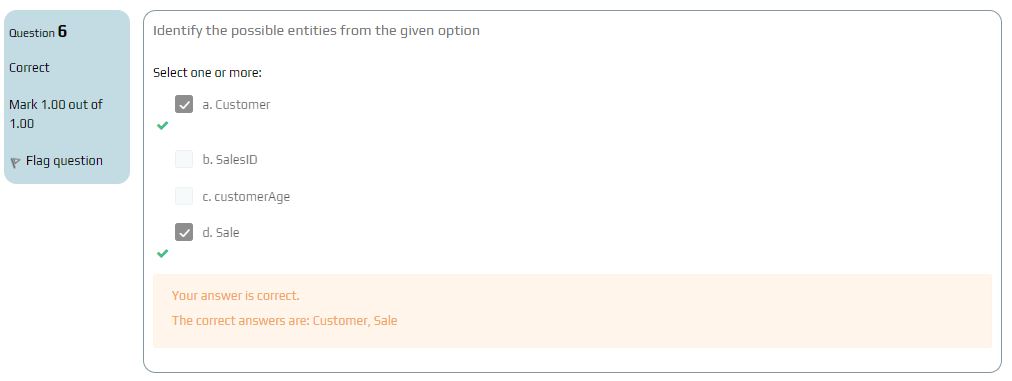 Question 6
Correct
Mark 1.00 out of
1.00
Flag question
Identify the possible entities from the given option
Select one or more:
a. Customer
b. SalesID
c. customerAge
d. Sale
Your answer is correct.
The correct answers are: Customer, Sale